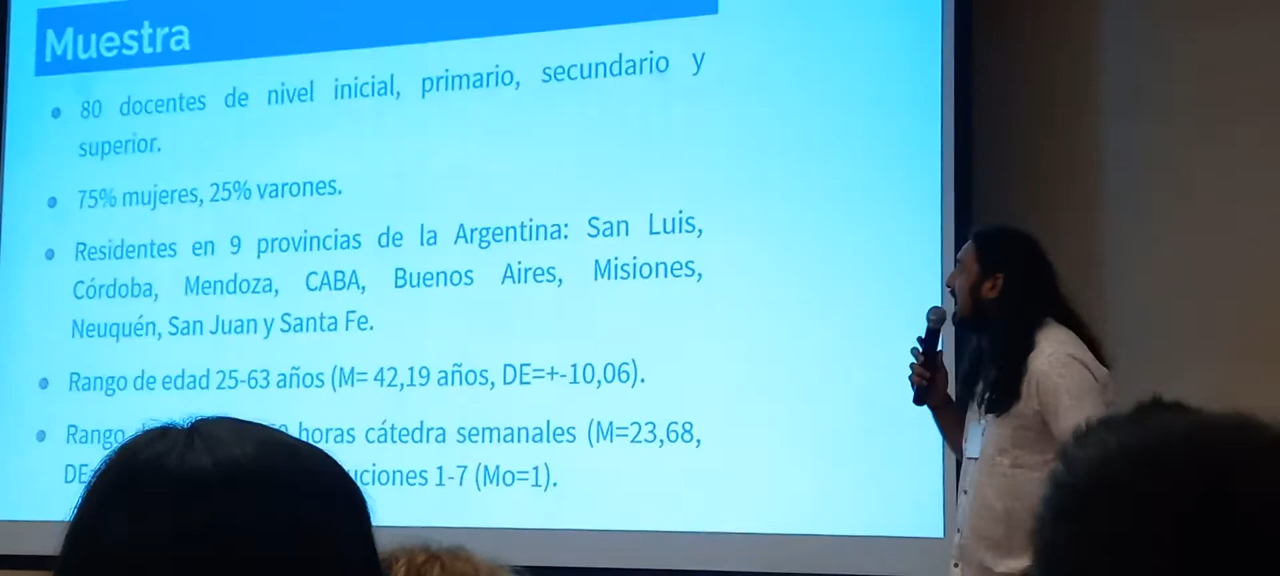 Muestra
80 docentes de nivel inicial, primario, secundario y
superior.
75% mujeres, 25% varones.
Residentes en 9 provincias de la Argentina: San Luis,
Córdoba, Mendoza, CABA, Buenos Aires, Misiones,
Neuquén, San Juan y Santa Fe.
Rango de edad 25-63 años (M= 42,19 años, DE=+-10,06).
Rango horas cátedra semanales (M=23,68,
1-7 (Mo=1).